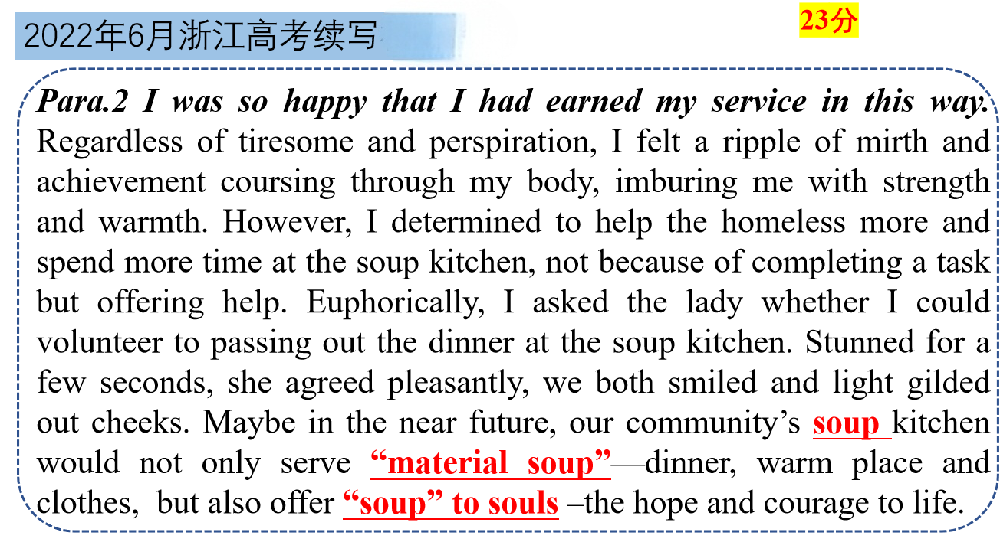 2022年6月浙江高考续写
23分
Para.2 I was so happy that I had earned my service in this way.
Regardless of tiresome and perspiration, I felt a ripple of mirth and
achievement coursing through my body, imburing me with strength
and warmth. However, I determined to help the homeless more and
spend more time at the soup kitchen, not because of completing a task
but offering help. Euphorically, I asked the lady whether I could
volunteer to passing out the dinner at the soup kitchen. Stunned for a
few seconds, she agreed pleasantly, we both smiled and light gilded
out cheeks. Maybe in the near future, our community’s soup kitchen
would not only serve “material soup”—dinner, warm place and
clothes, but also offer “soup” to souls –the hope and courage to life.